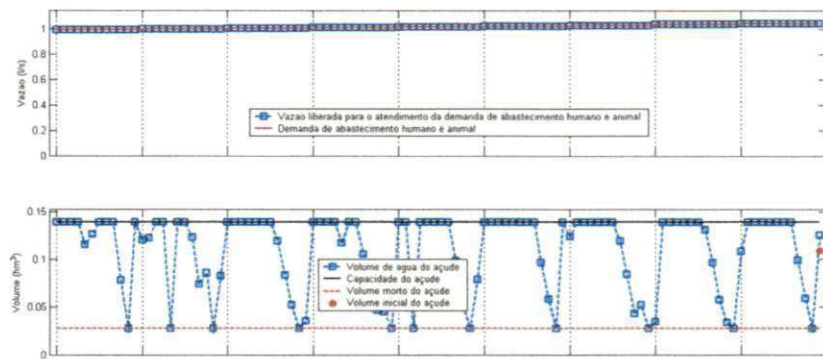 1
0.8
0.6
0.4
0.2
0
Vazao (l/s)
Vazao liberada para o atendimento da demanda de abastecimento humano e animal
Demanda de abastecimento humano e animal
0.15
0.1
0.05
0
Volume (hm³)
Volume de agua do açude
Capacidade do açude
Volume morto do açude
Volume inicial do açude